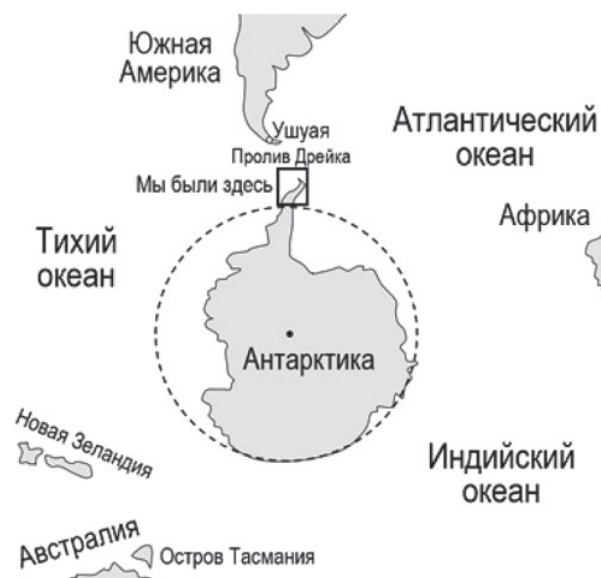 Южная
Америка
Ушуая
Пролив Дрейка
Мы были здесь
Атлантический
океан
Африка
Тихий
океан
Антарктика
Новая Зеландия
Индийский
океан
Австралия
Остров Тасмания